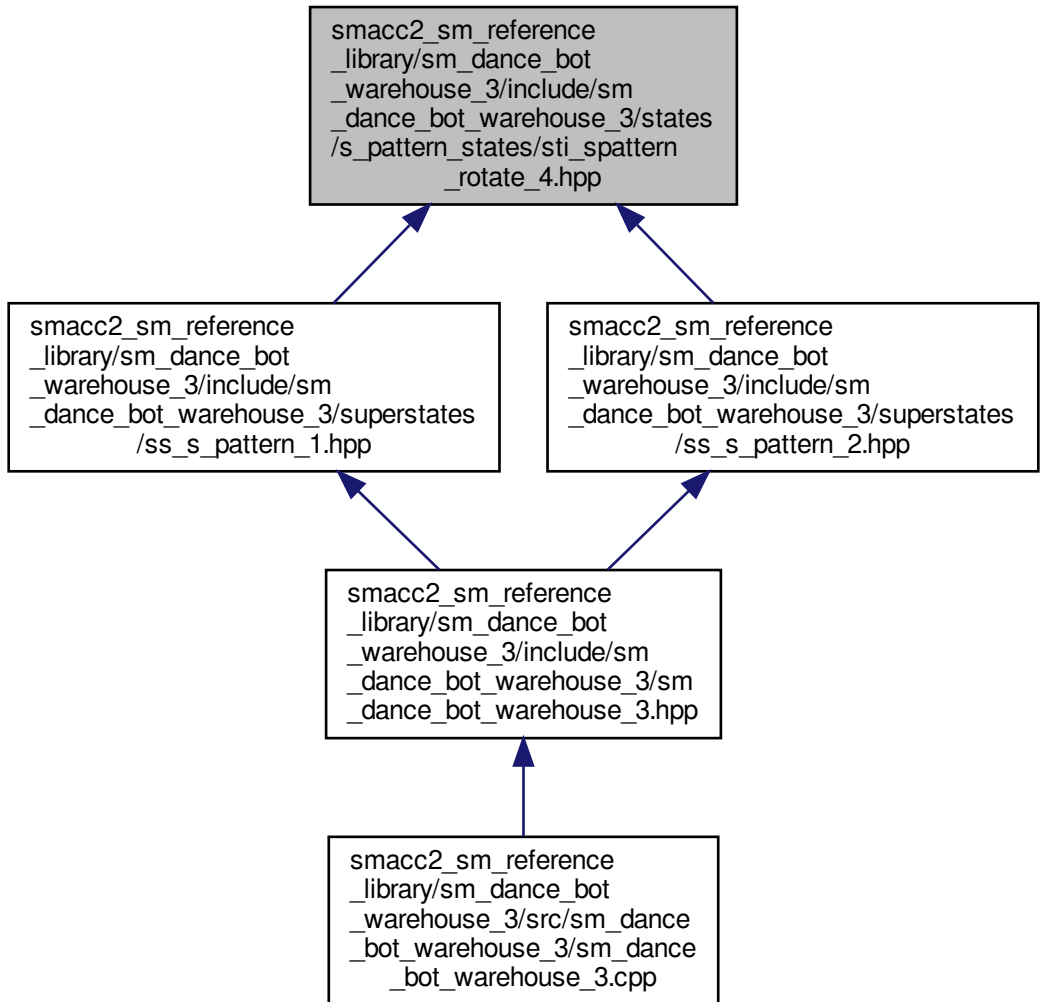 smacc2_sm_reference
_library/sm_dance_bot
_warehouse_3/include/sm
_dance_bot_warehouse_3/states
/s_pattern_states/sti_spattern
_rotate_4.hpp
smacc2_sm_reference
_library/sm_dance_bot
_warehouse_3/include/sm
_dance_bot_warehouse_3/superstates
/ss_s_pattern_1.hpp
smacc2_sm_reference
_library/sm_dance_bot
_warehouse_3/include/sm
_dance_bot_warehouse_3/superstates
/ss_s_pattern_2.hpp
smacc2_sm_reference
_library/sm_dance_bot
_warehouse_3/include/sm
_dance_bot_warehouse_3/sm
_dance_bot_warehouse_3.hpp
smacc2_sm_reference
_library/sm_dance_bot
_warehouse_3/src/sm_dance
_bot_warehouse_3/sm_dance
_bot_warehouse_3.cpp